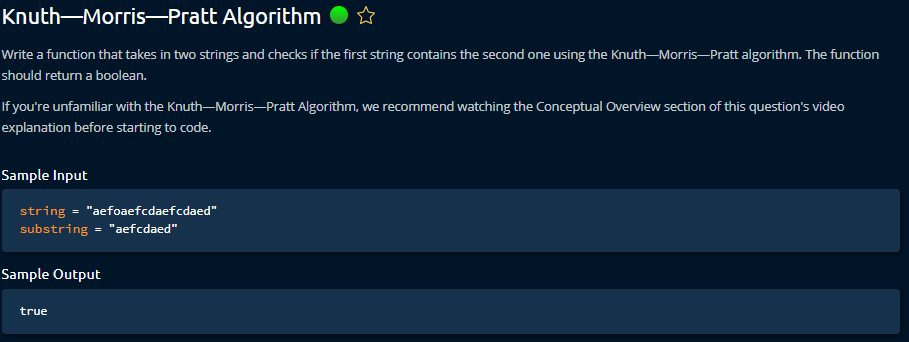 Knuth—Morris—Pratt Algorithm
Write a function that takes in two strings and checks if the first string contains the second one using the Knuth—Morris—Pratt algorithm. The function
should return a boolean.
If you're unfamiliar with the Knuth—Morris—Pratt Algorithm, we recommend watching the Conceptual Overview section of this question's video
explanation before starting to code.
Sample Input
string = "aefoaefcdaefcdaed"
substring = "aefcdaed"
Sample Output
true